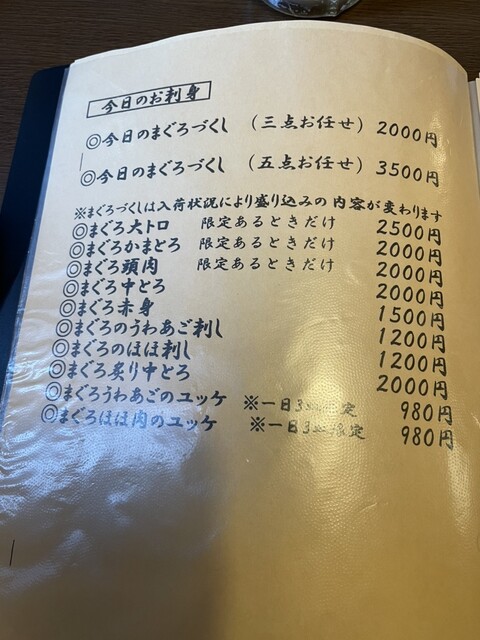 今日のお刺身
◎今日のまぐろづくし （三点お任せ） 2000円
◎今日のまぐろづくし （五点お任せ） 3500円
※まぐろづくしは入荷状況により盛り込みの 内容が変わります
◎まぐろ大トロ 限定あるときだけ 2500円
◎まぐろかまとろ 限定あるときだけ 2000円
◎まぐろ頭肉 限定あるときだけ 2000円
◎まぐろ中とろ 2000円
◎まぐろ赤身 1500円
◎まぐろのうわあご刺し 1200円
◎まぐろのほほ刺し 1200円
◎まぐろ炙り中とろ 2000円
◎まぐろうわあごのユッケ ※一日3 限定 980円
◎まぐろほほ肉のユッケ ※一日3 限定 980円